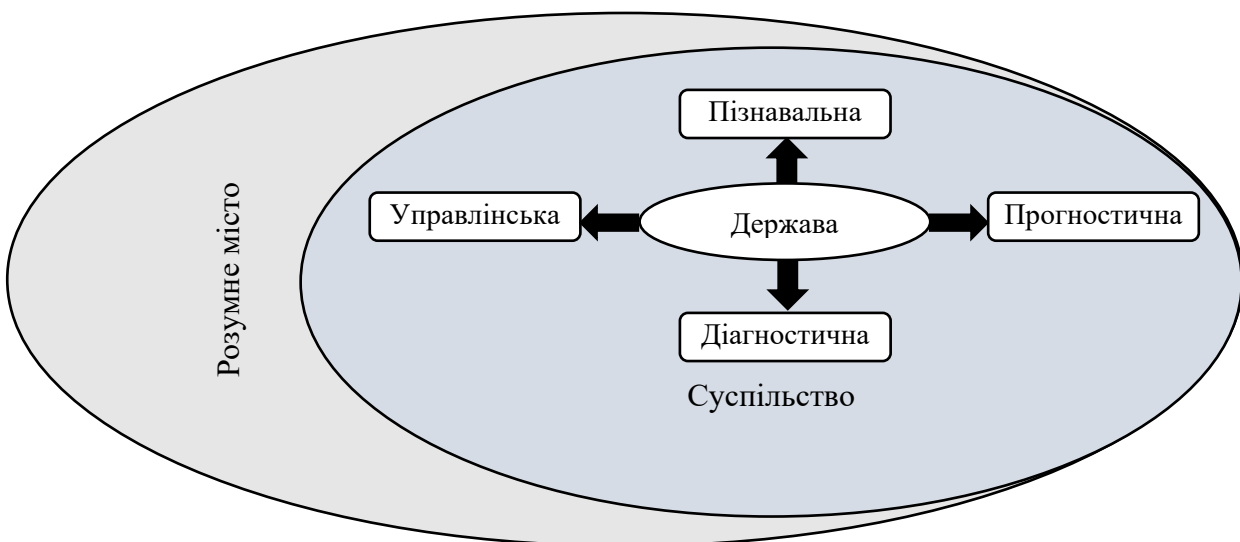 Пізнавальна
Управлінська
Держава
Прогностична
Розумне місто
Діагностична
Суспільство